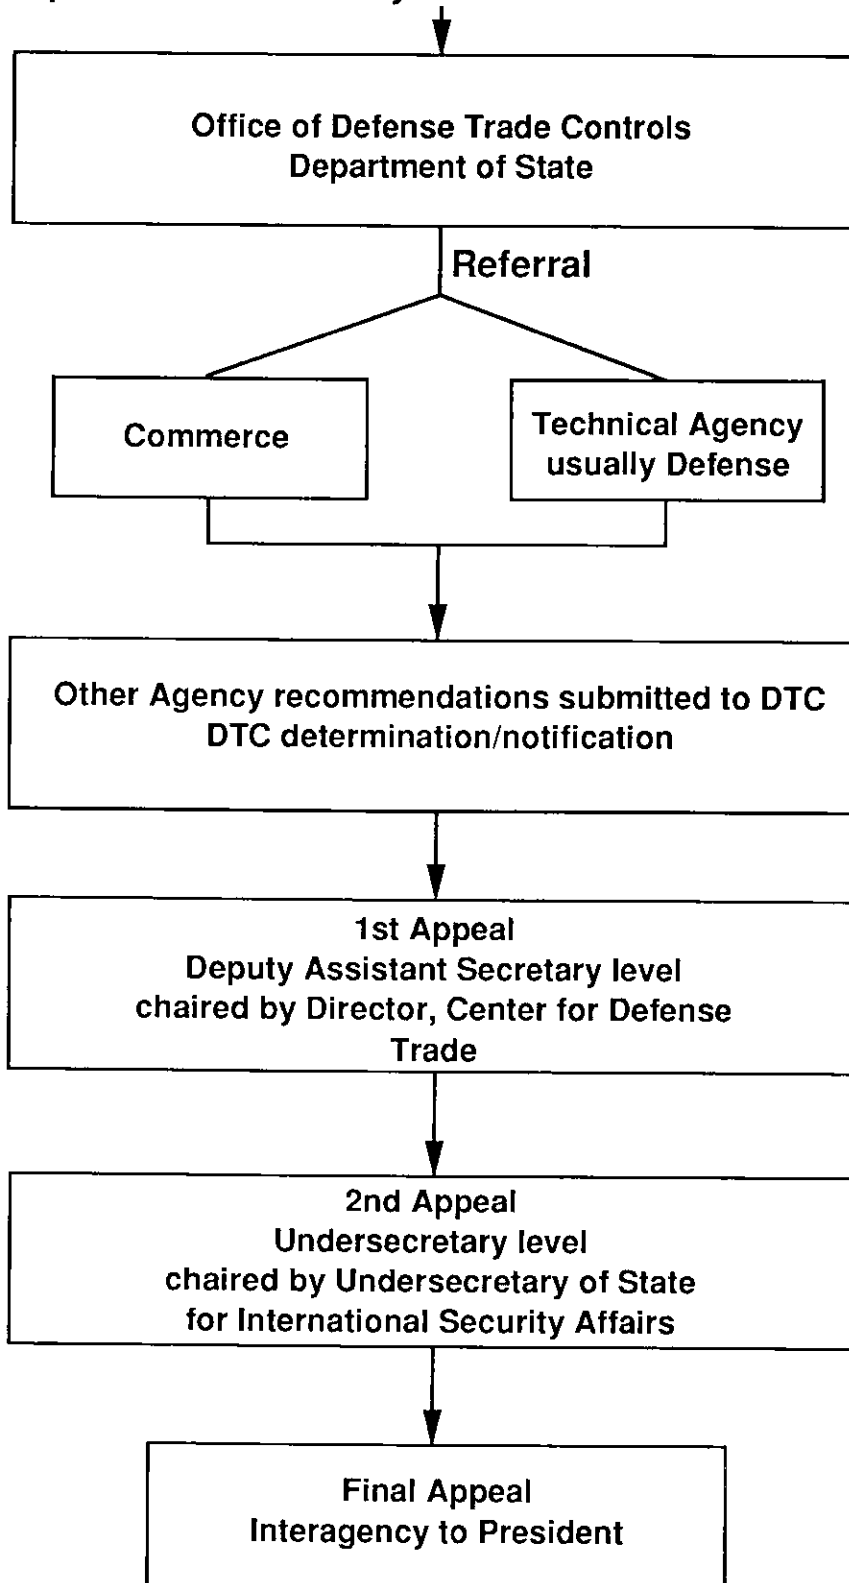 Office of Defense Trade Controls
Department of State
Referral
Commerce
Technical Agency
usually Defense
Other Agency recommendations submitted to DTC
DTC determination/notification
1st Appeal
Deputy Assistant Secretary level
chaired by Director, Center for Defense
Trade
2nd Appeal
Undersecretary level
chaired by Undersecretary of State
for International Security Affairs
Final Appeal
Interagency to President